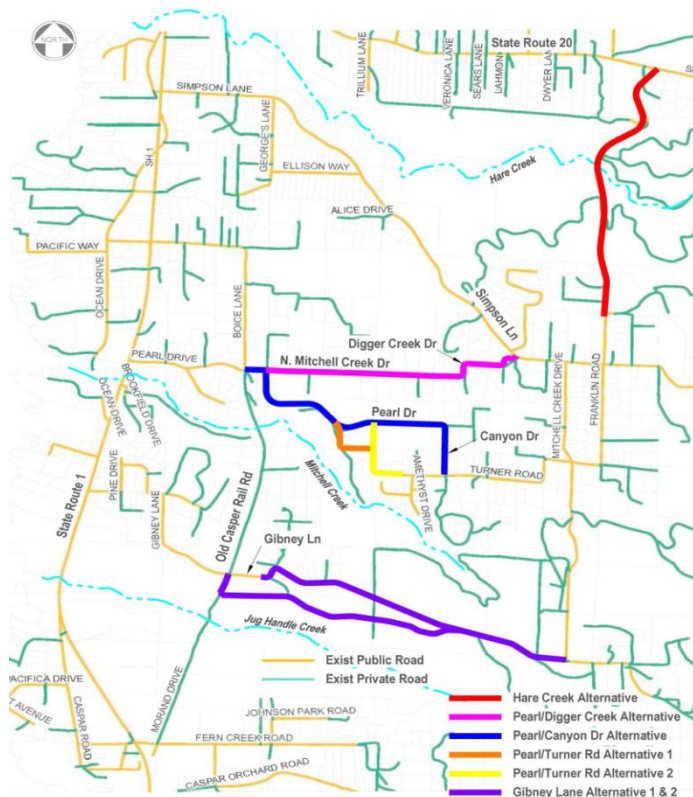 NORTH
State Route 20
TRILLIUM LANE
VERONICA LANE
SEARS LANE
LAHMON
DWYER LAN
SIMPSON LANE
GEORGE'S LANE
SH 1
ELLISON WAY
Hare Creek
ALICE DRIVE
PACIFIC WAY
OCEAN DRIVE
BOICE LANE
Simpson Ln
Digger Creek Dr
N. Mitchell Creek Dr
PEARL DRIVE
MITCHELL CREEK DRIVE
FRANKLIN ROAD
BROOKFIELD DRIVE
OCEAN DRIVE
Pearl Dr
Canyon Dr
TURNER ROAD
AMETHYST DRIVE
Mitchell Creek
PINE DRIVE
GIBNEY LANE
State Route 1
Old Casper Rail Rd
Gibney Ln
Jug Handle Creek
Exist Public Road
Exist Private Road
PACIFICA DRIVE
T AVENUE
CASPAR ROAD
MORAND DRIVE
JOHNSON PARK ROAD
FERN CREEK ROAD
CASPAR ORCHARD ROAD
Hare Creek Alternative
Pearl/Digger Creek Alternative
Pearl/Canyon Dr Alternative
Pearl/Turner Rd Alternative 1
Pearl/Turner Rd Alternative 2
Gibney Lane Alternative 1 & 2